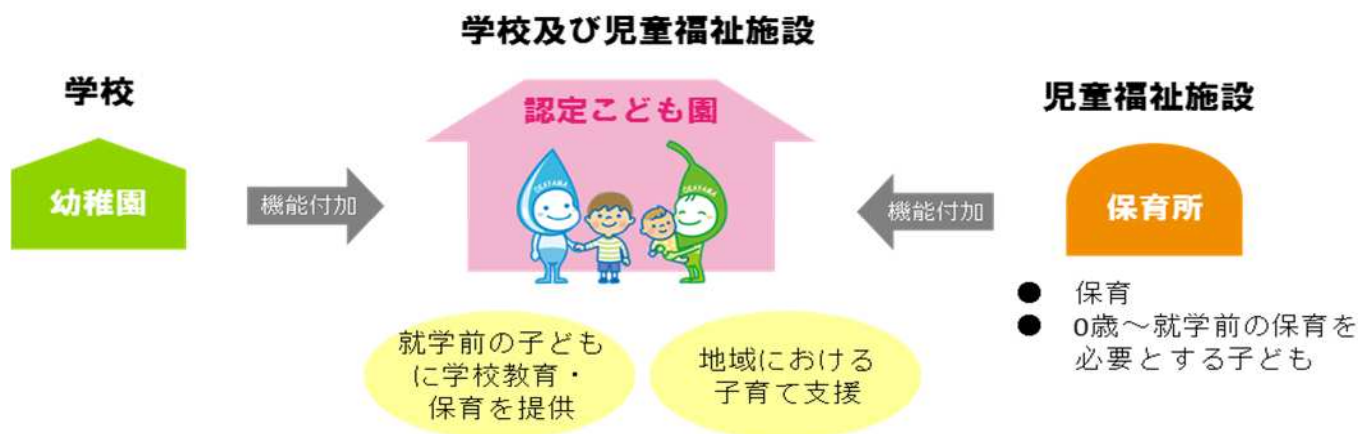 学校及び児童福祉施設
学校
認定こども園
児童福祉施設
幼稚園
機能付加
OKAYAMA
OKAYAMA
機能付加
保育所
● 保育
● 0歳～就学前の保育を
必要とする子ども
就学前の子ども
に学校教育・
保育を提供
地域における
子育て支援